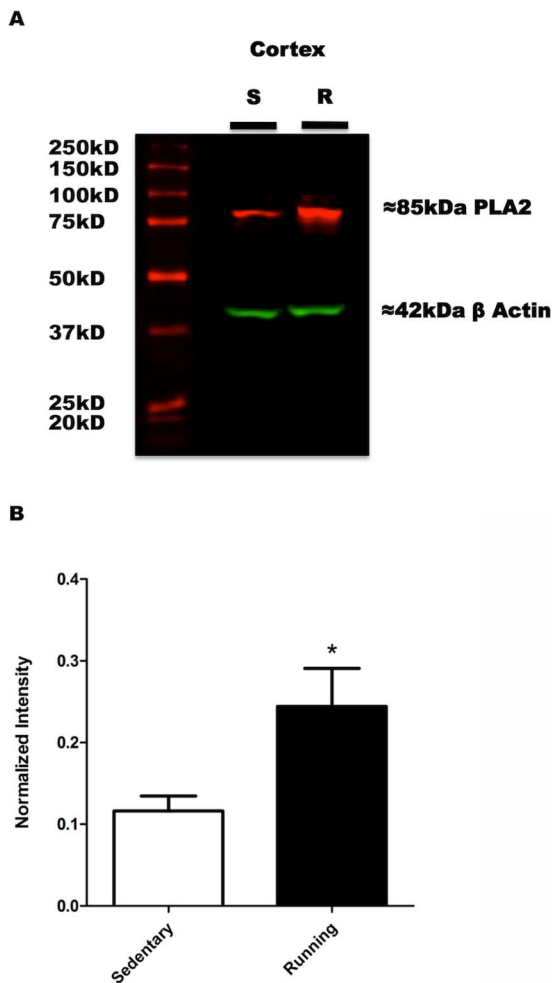 A
Cortex
S R
250kD
150kD
100kD
75kD
50kD
37kD
25kD
20kD
≈85kDa PLA2
≈42kDa β Actin
B
Normalized Intensity
0.4
0.3
0.2
0.1
0.0
*
Sedentary
Running